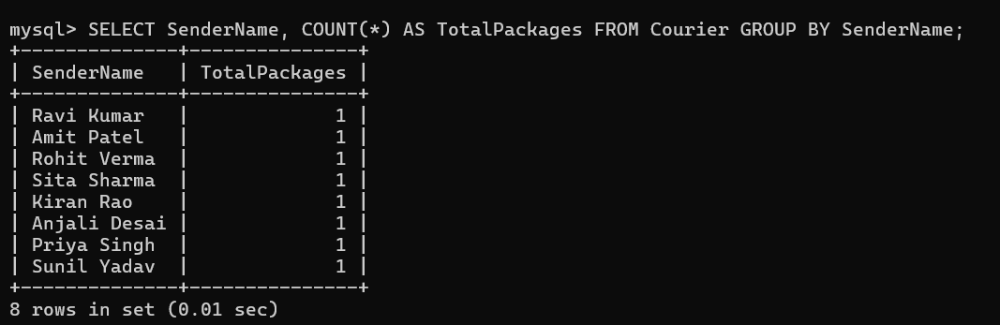 mysql> SELECT SenderName, COUNT(*) AS TotalPackages FROM Courier GROUP BY SenderName;
+--------------+---------------+
| SenderName   | TotalPackages |
+--------------+---------------+
| Ravi Kumar   |             1 |
| Amit Patel   |             1 |
| Rohit Verma  |             1 |
| Sita Sharma  |             1 |
| Kiran Rao    |             1 |
| Anjali Desai |             1 |
| Priya Singh  |             1 |
| Sunil Yadav  |             1 |
+--------------+---------------+
8 rows in set (0.01 sec)